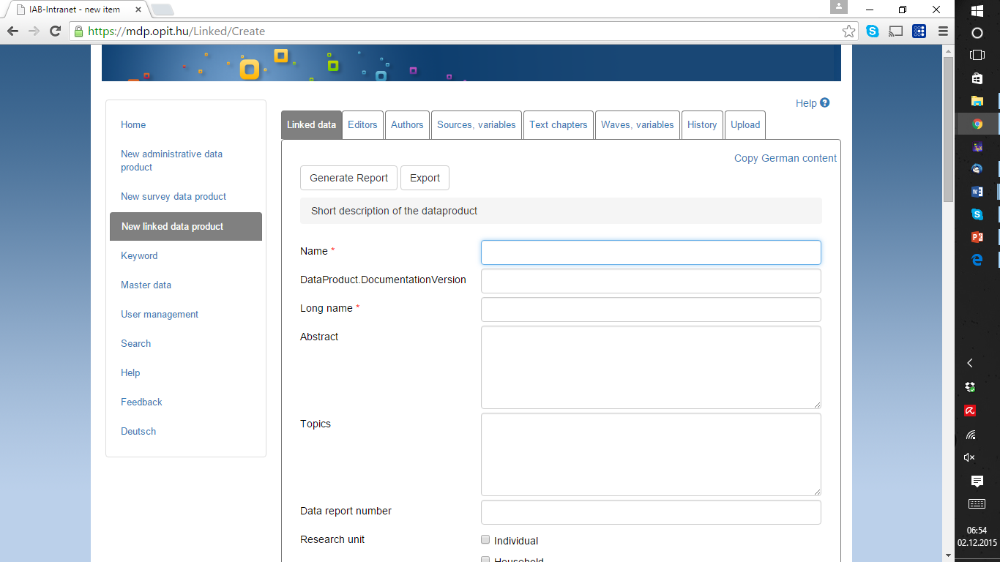 IAB-Intranet - new item
https://mdp.opit.hu/Linked/Create
Home
New administrative data
product
New survey data product
New linked data product
Keyword
Master data
User management
Search
Help
Feedback
Deutsch
Help
Linked data Editors Authors Sources, variables Text chapters Waves, variables History Upload
Copy German content
Generate Report Export
Short description of the dataproduct
Name *
DataProduct.DocumentationVersion
Long name *
Abstract
Topics
Data report number
Research unit
Individual
Household
06:54
02.12.2015